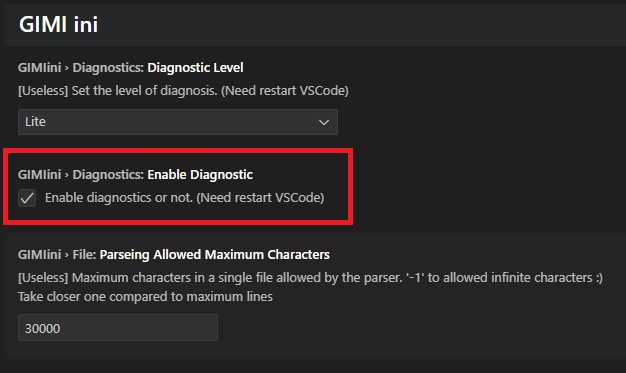 GIMI ini
GIMIini › Diagnostics: Diagnostic Level
[Useless] Set the level of diagnosis. (Need restart VSCode)
Lite
GIMIini › Diagnostics: Enable Diagnostic
Enable diagnostics or not. (Need restart VSCode)
GIMIini › File: Parseing Allowed Maximum Characters
[Useless] Maximum characters in a single file allowed by the parser. '-1' to allowed infinite characters :)
Take closer one compared to maximum lines
30000